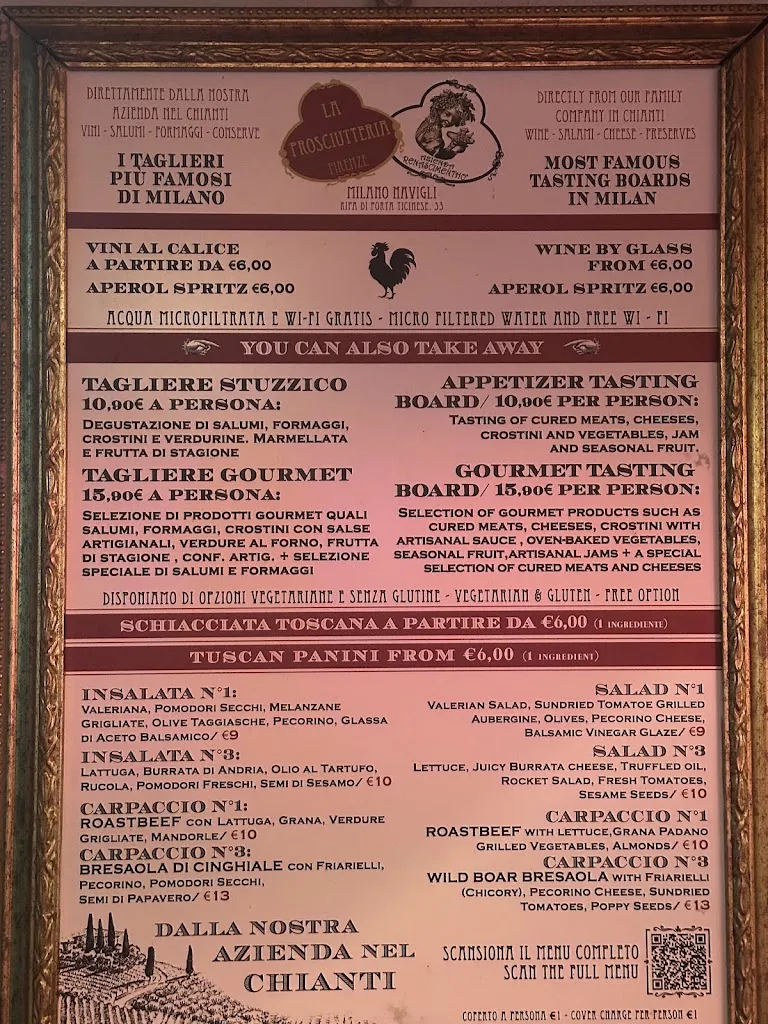 DIRETTAMENTE DALLA NOSTRA
AZIENDA NEL CHIANTI
VINI - SALUMI - FORMAGGI - CONSERVE
I TAGLIERI
PIÙ FAMOSI
DI MILANO
LA
PROSCIUTTERIA
FIRENZE
AZIENDA
RENASCIMENTHO
MILANO NAVIGLI
RIPA DI PORTA TICINESE, 53
DIRECTLY FROM OUR FAMILY
COMPANY IN CHIANTI
WINE - SALAMI - CHEESE - PRESERVES
MOST FAMOUS
TASTING BOARDS
IN MILAN
VINI AL CALICE
A PARTIRE DA €6,00
APEROL SPRITZ €6,00
WINE BY GLASS
FROM €6,00
APEROL SPRITZ €6,00
ACQUA MICROFILTRATA E WI-FI GRATIS - MICRO FILTERED WATER AND FREE WI - FI
YOU CAN ALSO TAKE AWAY
TAGLIERE STUZZICO
10,90€ A PERSONA:
DEGUSTAZIONE DI SALUMI, FORMAGGI,
CROSTINI E VERDURINE. MARMELLATA
E FRUTTA DI STAGIONE
APPETIZER TASTING
BOARD/ 10,90€ PER PERSON:
TASTING OF CURED MEATS, CHEESES,
CROSTINI AND VEGETABLES, JAM
AND SEASONAL FRUIT.
TAGLIERE GOURMET
15,90€ A PERSONA:
SELEZIONE DI PRODOTTI GOURMET QUALI
SALUMI, FORMAGGI, CROSTINI CON SALSE
ARTIGIANALI, VERDURE AL FORNO, FRUTTA
DI STAGIONE , CONF. ARTIG. + SELEZIONE
SPECIALE DI SALUMI E FORMAGGI
GOURMET TASTING
BOARD/ 15,90€ PER PERSON:
SELECTION OF GOURMET PRODUCTS SUCH AS
CURED MEATS, CHEESES, CROSTINI WITH
ARTISANAL SAUCE , OVEN-BAKED VEGETABLES,
SEASONAL FRUIT,ARTISANAL JAMS + A SPECIAL
SELECTION OF CURED MEATS AND CHEESES
DISPONIAMO DI OPZIONI VEGETARIANE E SENZA GLUTINE - VEGETARIAN & GLUTEN - FREE OPTION
SCHIACCIATA TOSCANA A PARTIRE DA €6,00 (1 INGREDIENTE)
TUSCAN PANINI FROM €6,00 (1 INGREDIENT)
INSALATA N°1:
VALERIANA, POMODORI SECCHI, MELANZANE
GRIGLIATE, OLIVE TAGGIASCHE, PECORINO, GLASSA
DI ACETO BALSAMICO/ €9
INSALATA N°3:
LATTUGA, BURRATA DI ANDRIA, OLIO AL TARTUFO,
RUCOLA, POMODORI FRESCHI, SEMI DI SESAMO/ €10
CARPACCIO N°1:
ROASTBEEF CON LATTUGA, GRANA, VERDURE
GRIGLIATE, MANDORLE/ €10
CARPACCIO N°3:
BRESAOLA DI CINGHIALE CON FRIARIELLI,
PECORINO, POMODORI SECCHI,
SEMI DI PAPAVERO/ €13
SALAD N°1
VALERIAN SALAD, SUNDRIED TOMATOE GRILLED
AUBERGINE, OLIVES, PECORINO CHEESE,
BALSAMIC VINEGAR GLAZE/ €9
SALAD N°3
LETTUCE, JUICY BURRATA CHEESE, TRUFFLED OIL,
ROCKET SALAD, FRESH TOMATOES,
SESAME SEEDS/ €10
CARPACCIO N°1
ROASTBEEF WITH LETTUCE,GRANA PADANO
GRILLED VEGETABLES, ALMONDS/ €10
CARPACCIO N°3
WILD BOAR BRESAOLA WITH FRIARIELLI
(CHICORY), PECORINO CHEESE, SUNDRIED
TOMATOES, POPPY SEEDS/ €13
DALLA NOSTRA
AZIENDA NEL
CHIANTI
SCANSIONA IL MENU COMPLETO
SCAN THE FULL MENU
COPERTO A PERSONA €1 - COVER CHARGE PER PERSON €1